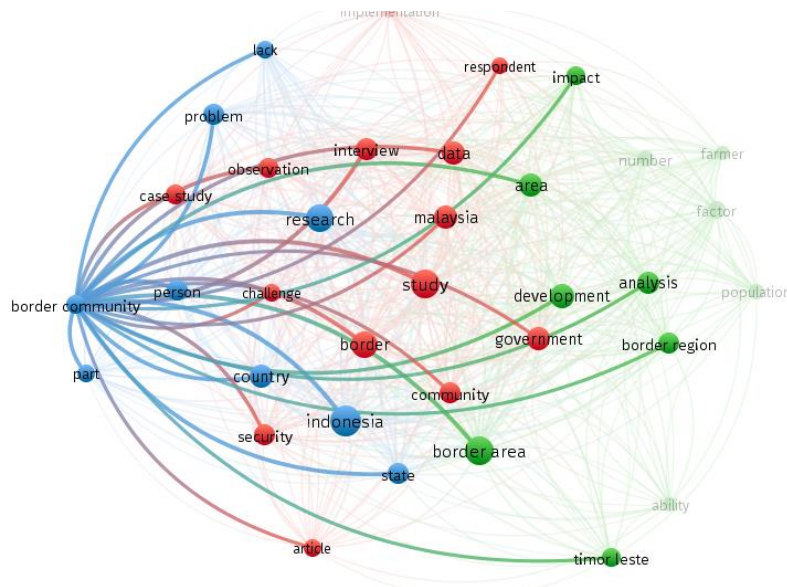 implementation
lack
respondent
impact
problem
interview
data
number
farmer
observation
case study
area
research
malaysia
factor
study
person
challenge
development
analysis
population
border community
border
government
border region
part
country
community
indonesia
security
border area
state
ability
article
timor leste